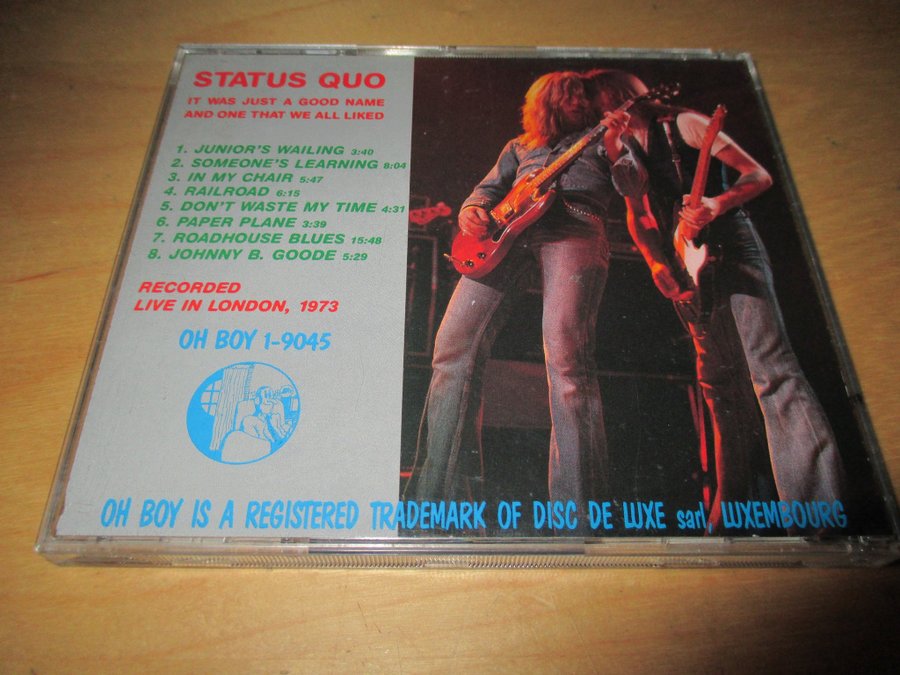 STATUS QUO
IT WAS JUST A GOOD NAME
AND ONE THAT WE ALL LIKED
1. JUNIOR'S WAILING 3:40
2. SOMEONE'S LEARNING 8:04
3. IN MY CHAIR 5:47
4. RAILROAD 6:15
5. DON'T WASTE MY TIME 4:31
6. PAPER PLANE 3:39
7. ROADHOUSE BLUES 15:48
8. JOHNNY B. GOODE 5:29
RECORDED
LIVE IN LONDON, 1973
OH BOY 1-9045
OH BOY IS A REGISTERED TRADEMARK OF DISC DE LUXE sarl, LUXEMBOURG